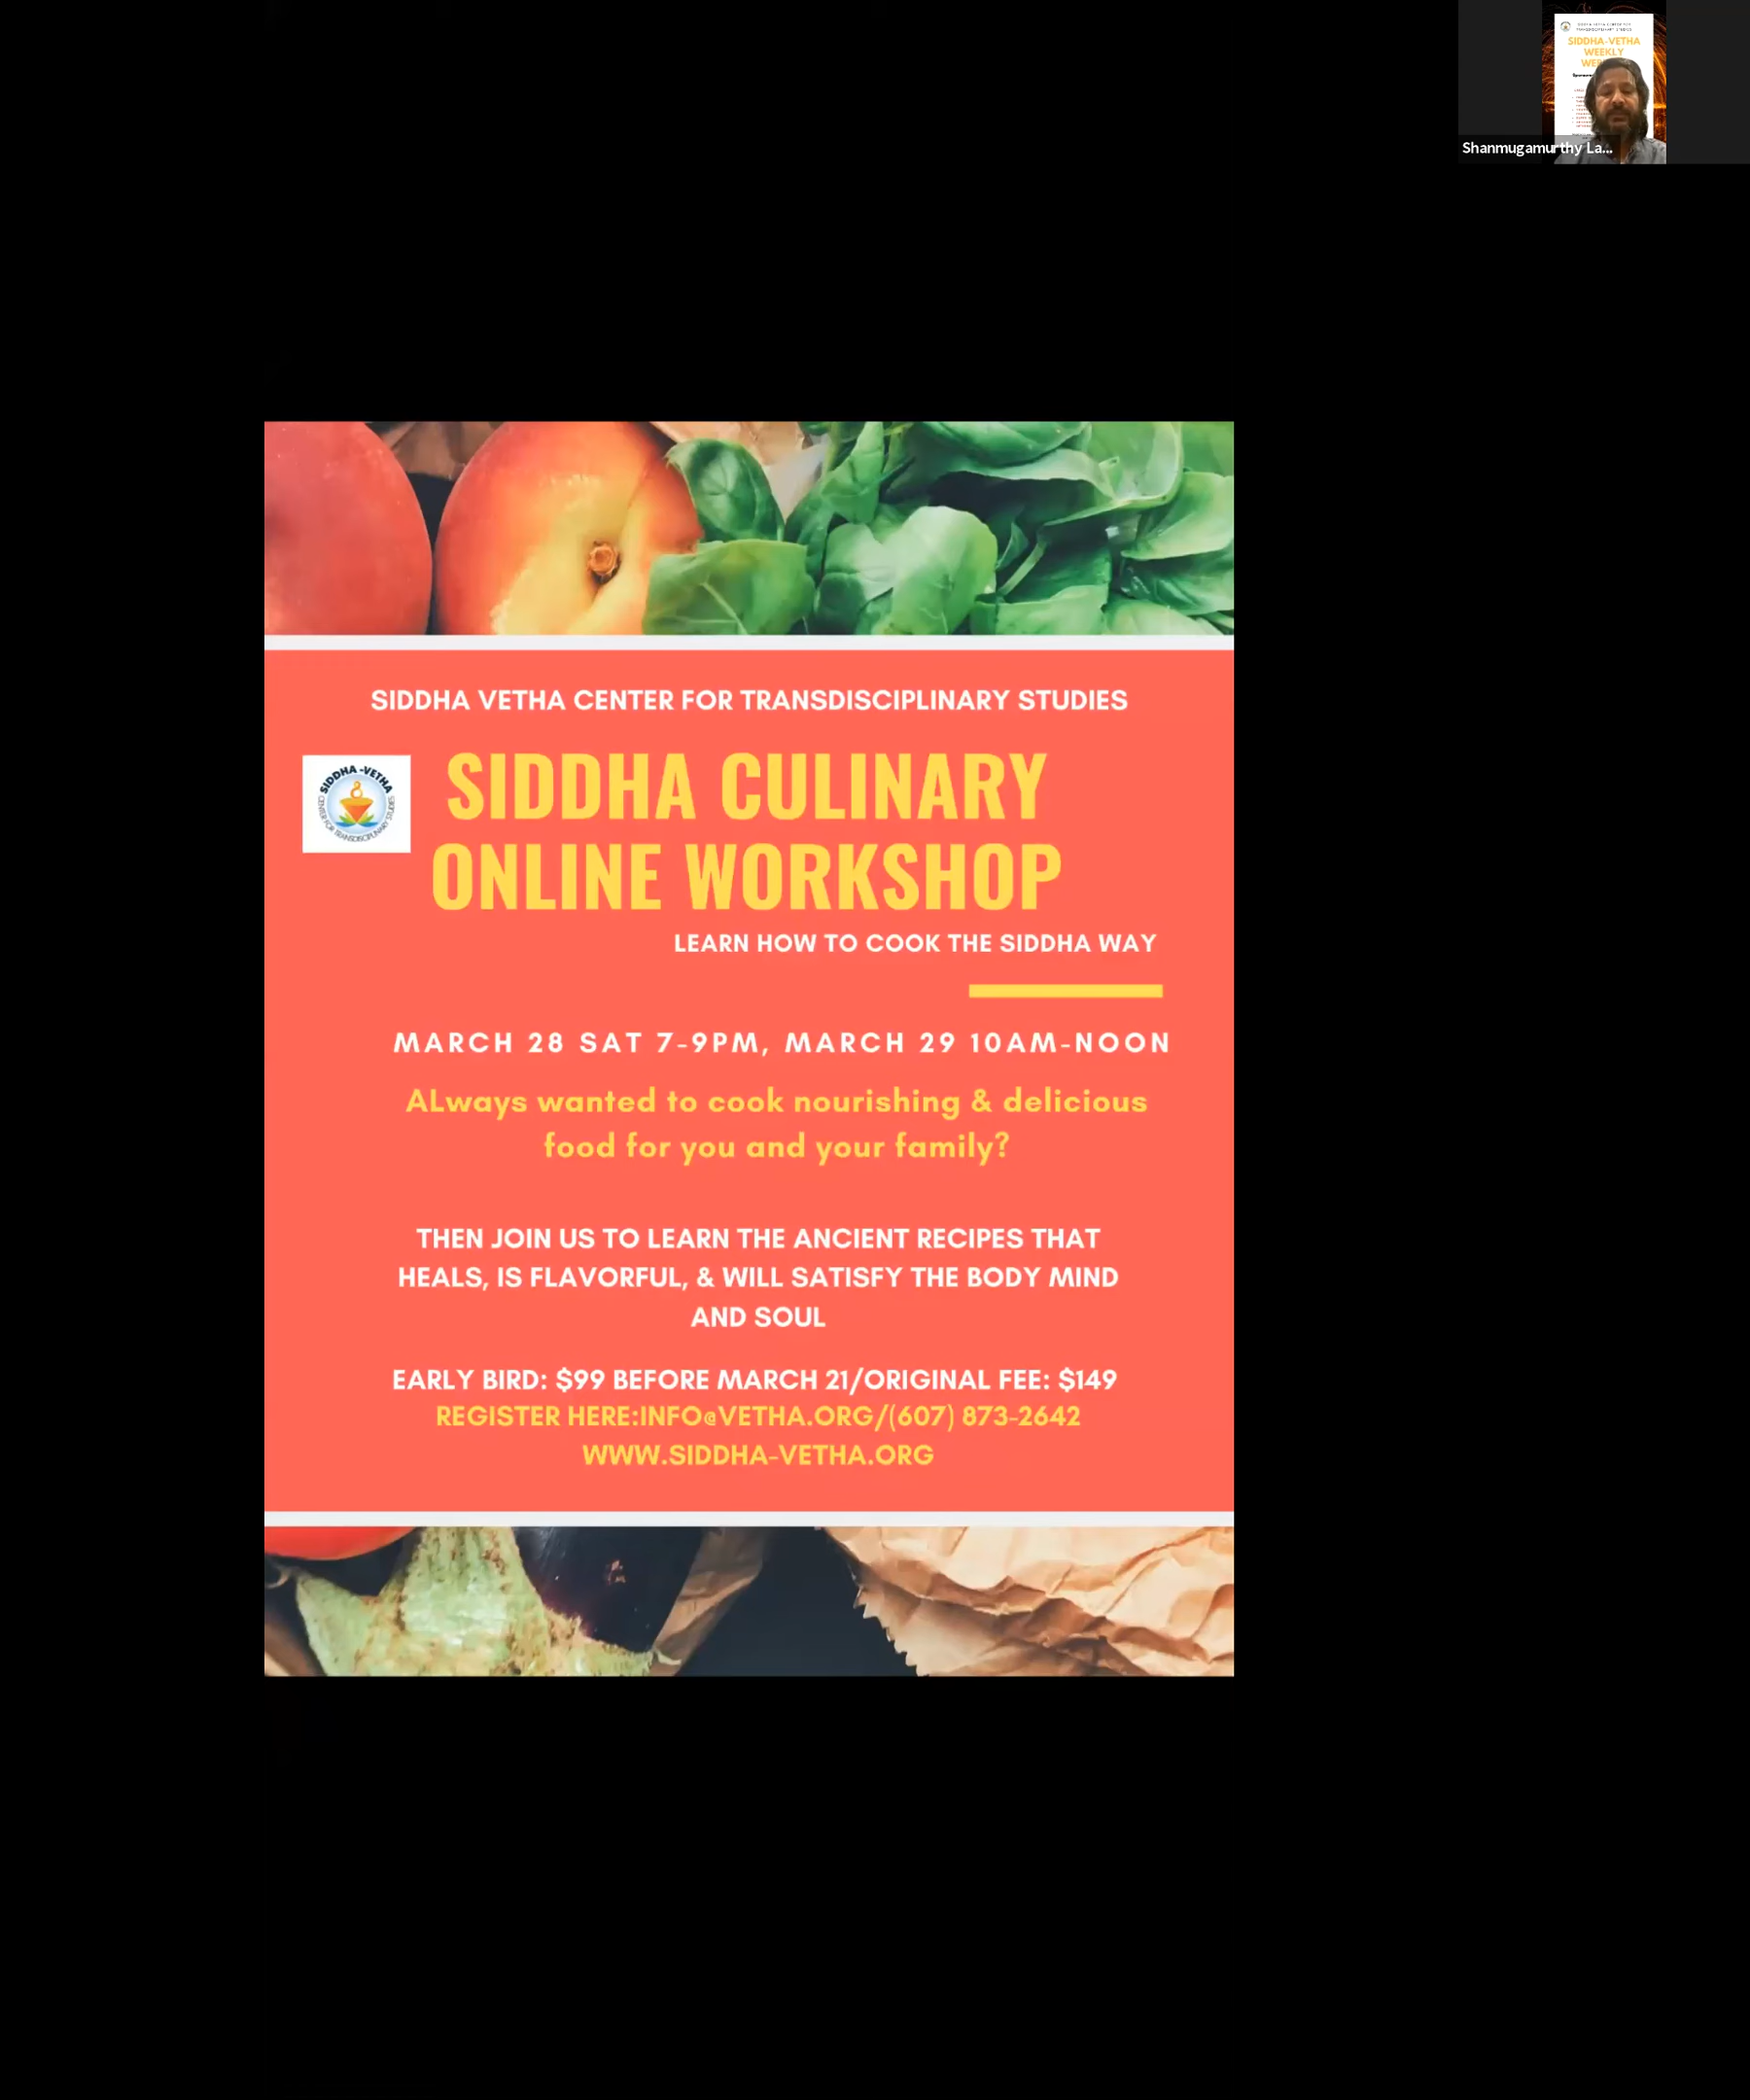 SIDDHA-VETHA
WEEKLY
Shanmugamurthy La...
SIDDHA VETHA CENTER FOR TRANSDISCIPLINARY STUDIES
SIDDHA-VETHA
CENTER FOR TRANSDISCIPLINARY STUDIES
SIDDHA CULINARY
ONLINE WORKSHOP
LEARN HOW TO COOK THE SIDDHA WAY
MARCH 28 SAT 7-9PM, MARCH 29 10AM-NOON
ALways wanted to cook nourishing & delicious
food for you and your family?
THEN JOIN US TO LEARN THE ANCIENT RECIPES THAT
HEALS, IS FLAVORFUL, & WILL SATISFY THE BODY MIND
AND SOUL
EARLY BIRD: $99 BEFORE MARCH 21/ORIGINAL FEE: $149
REGISTER HERE:INFO@VETHA.ORG/(607) 873-2642
WWW.SIDDHA-VETHA.ORG